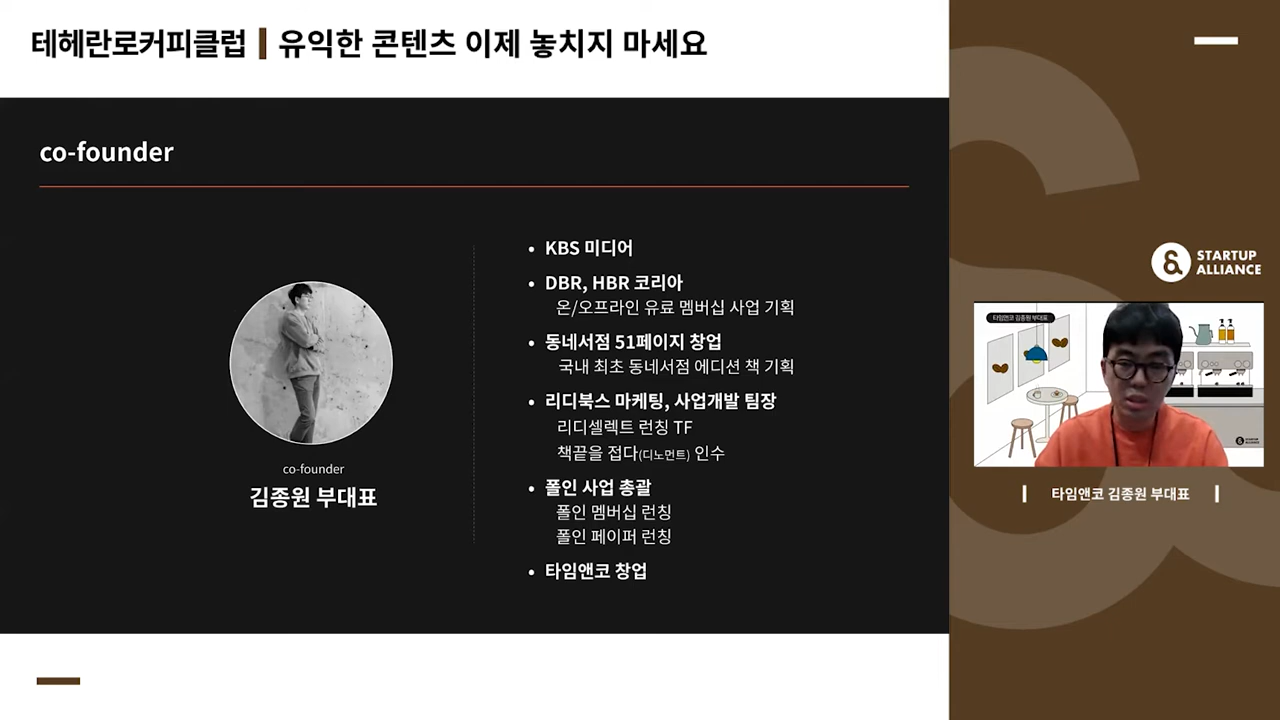 테헤란로커피클럽 | 유익한 콘텐츠 이제 놓치지 마세요
co-founder
co-founder
김종원 부대표
• KBS 미디어
• DBR, HBR 코리아
온/오프라인 유료 멤버십 사업 기획
• 동네서점 51페이지 창업
국내 최초 동네서점 에디션 책 기획
• 리디북스 마케팅, 사업개발 팀장
리디셀렉트 런칭 TF
책끝을 접다(디노먼트) 인수
• 폴인 사업 총괄
폴인 멤버십 런칭
폴인 페이퍼 런칭
• 타임앤코 창업
STARTUP
ALLIANCE
타임앤코 김종원 부대표
타임앤코 김종원 부대표